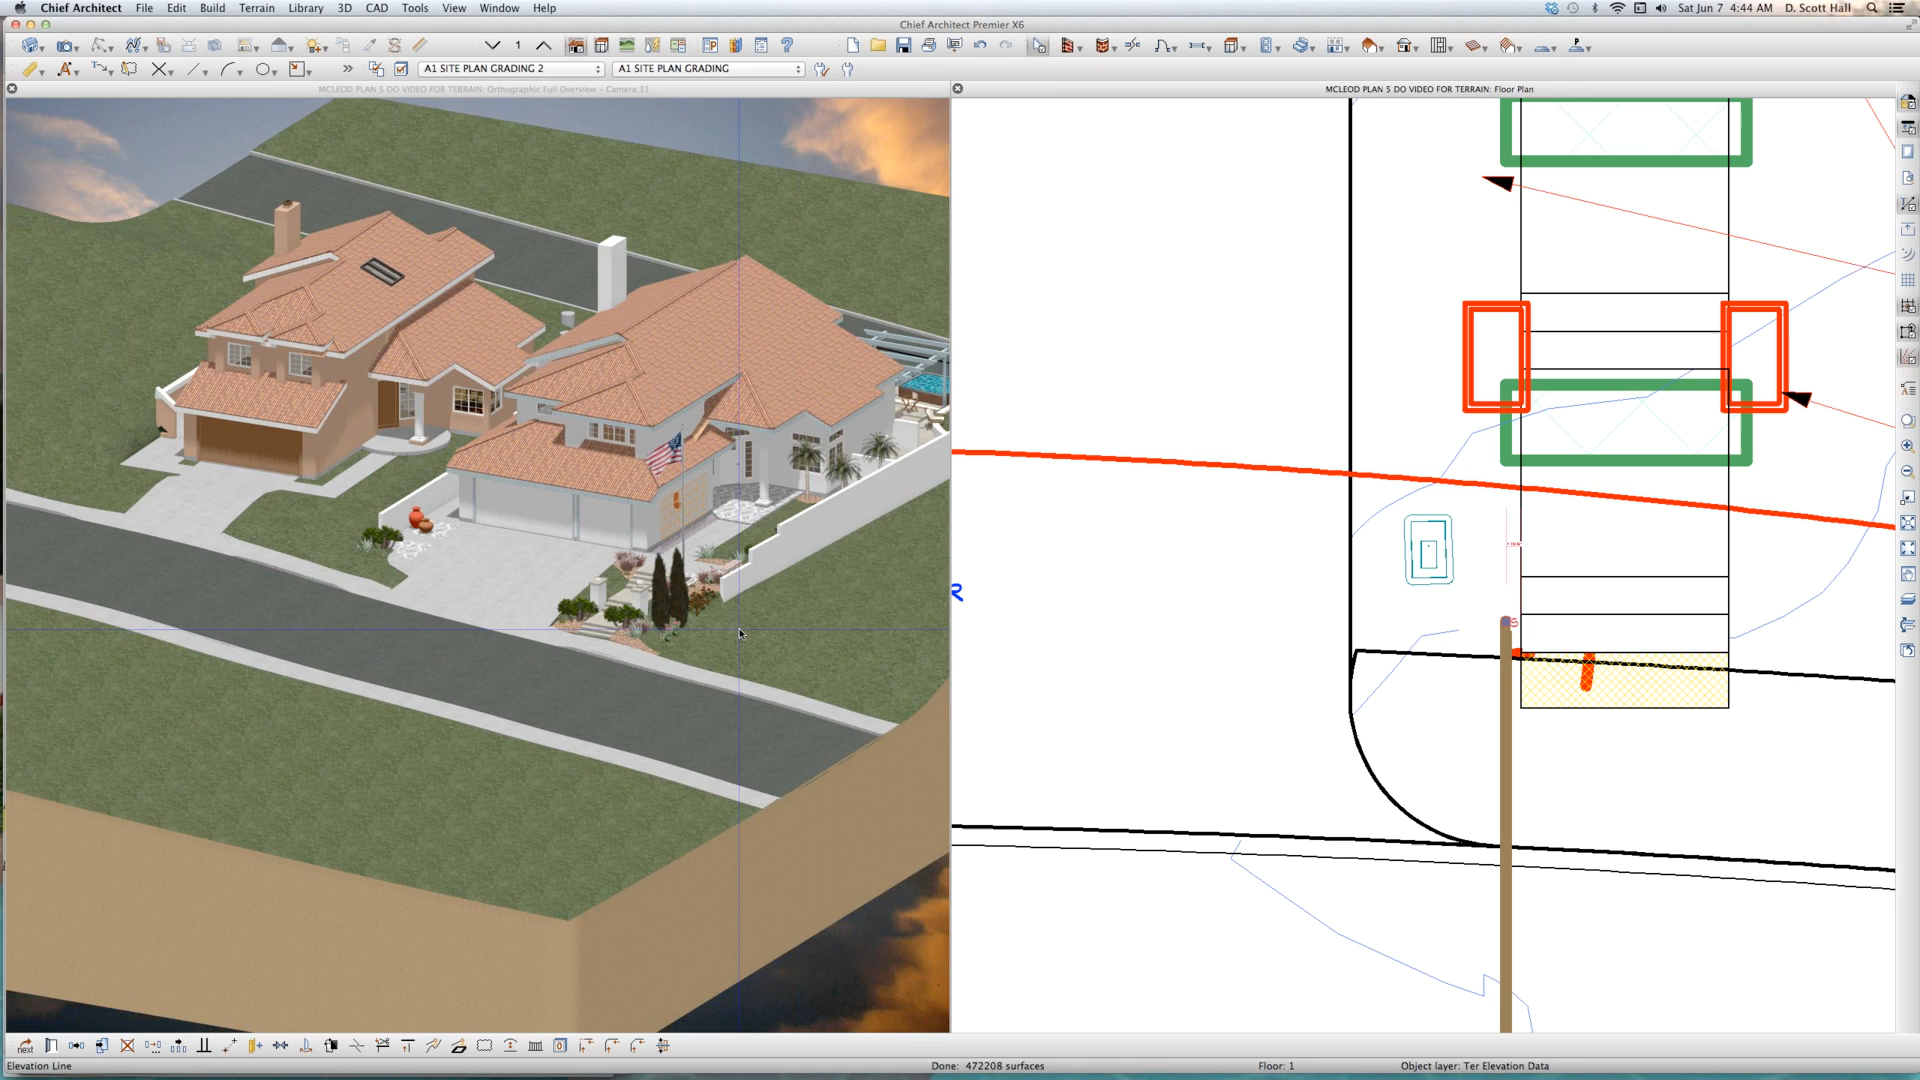 Chief Architect File Edit Build Terrain Library 3D CAD Tools View Window Help Sat Jun 7 4:44 AM D. Scott Hall
Chief Architect Premier X6
1
A1 SITE PLAN GRADING 2 A1 SITE PLAN GRADING
MCLEOD PLAN 5 DO VIDEO FOR TERRAIN: Orthographic Full Overview - Camera 31
MCLEOD PLAN 5 DO VIDEO FOR TERRAIN: Floor Plan
R
S
next
Elevation Line Done: 472208 surfaces Floor: 1 Object layer: Ter Elevation Data